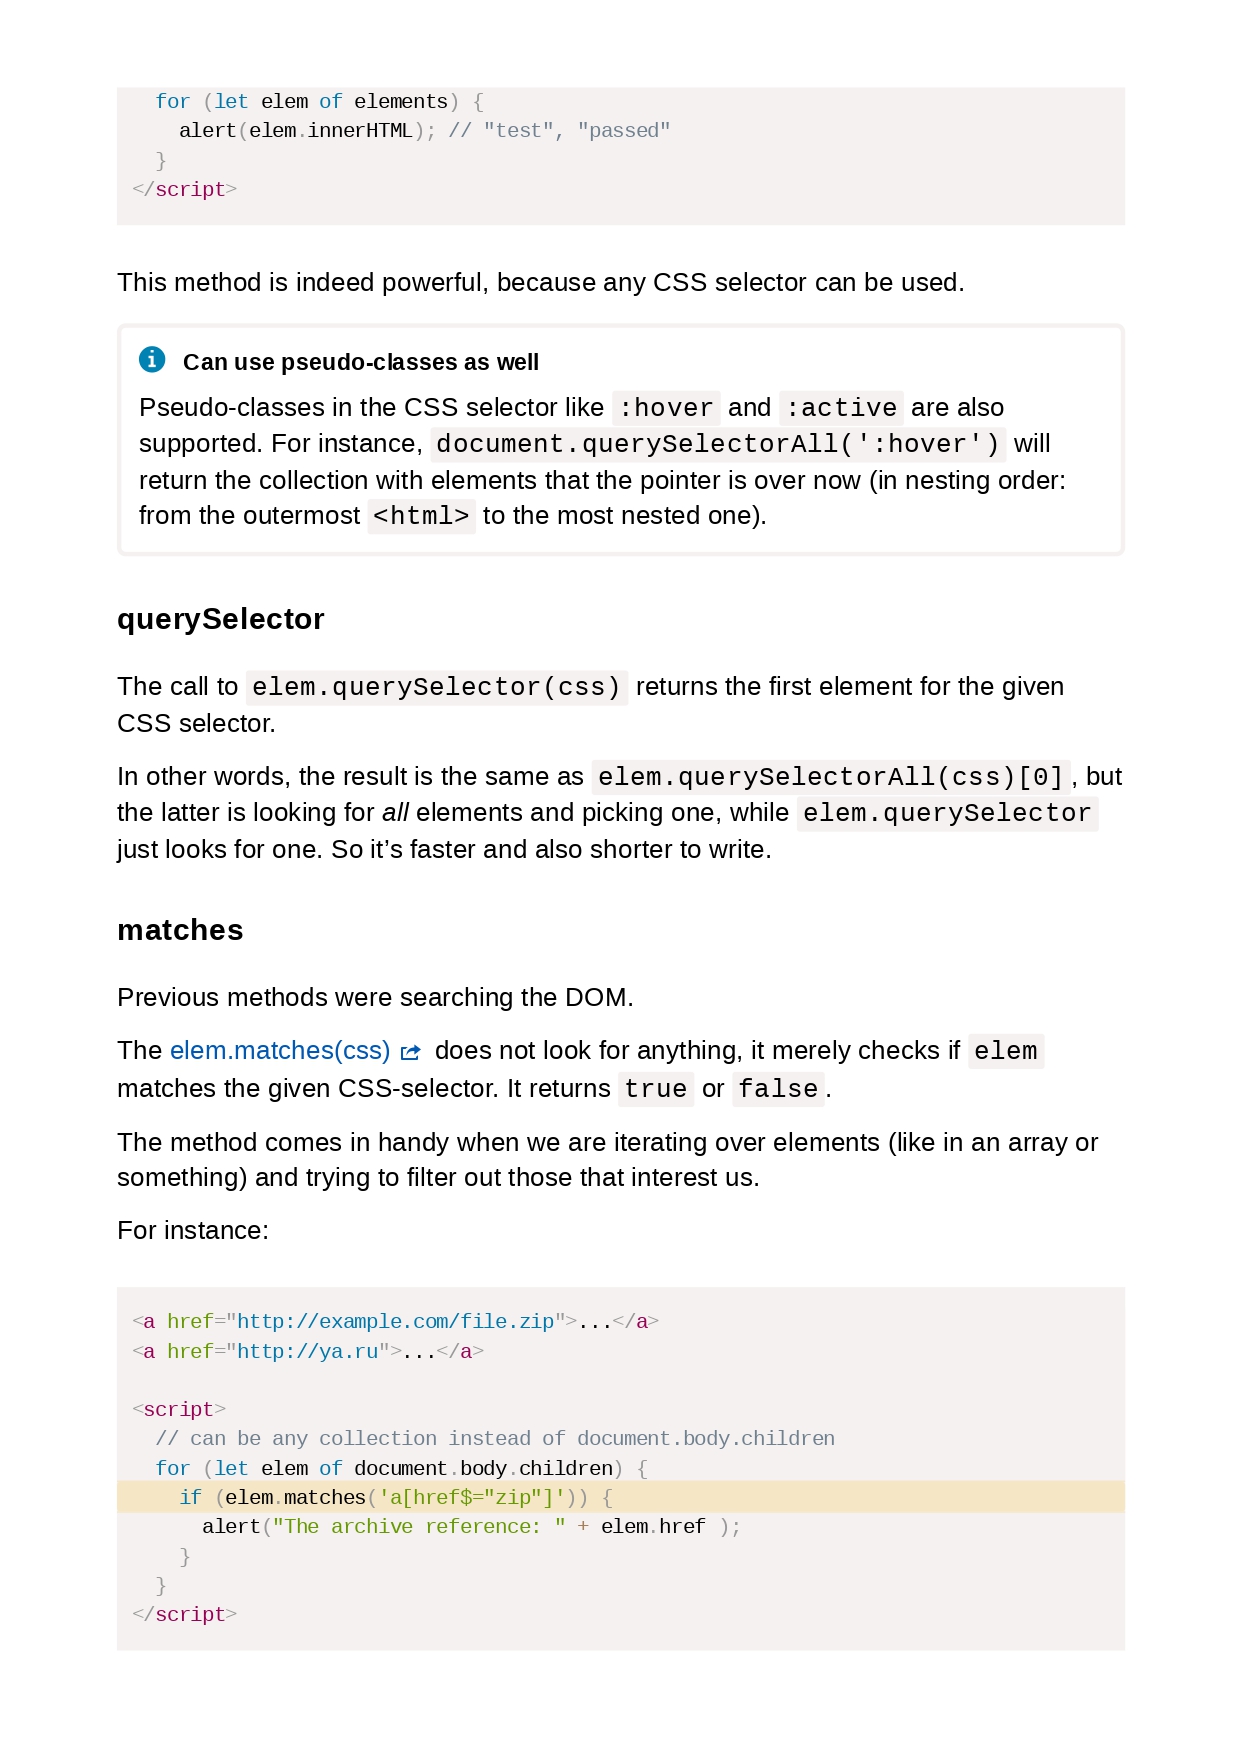 for (let elem of elements) {
alert(elem.innerHTML); // "test", "passed"
}
</script>
This method is indeed powerful, because any CSS selector can be used.
Can use pseudo-classes as well
Pseudo-classes in the CSS selector like :hover and :active are also
supported. For instance, document.querySelectorAll(':hover') will
return the collection with elements that the pointer is over now (in nesting order:
from the outermost <html> to the most nested one).
querySelector
The call to elem.querySelector(css) returns the first element for the given
CSS selector.
In other words, the result is the same as elem.querySelectorAll(css)[0], but
the latter is looking for all elements and picking one, while elem.querySelector
just looks for one. So it’s faster and also shorter to write.
matches
Previous methods were searching the DOM.
The elem.matches(css) does not look for anything, it merely checks if elem
matches the given CSS-selector. It returns true or false.
The method comes in handy when we are iterating over elements (like in an array or
something) and trying to filter out those that interest us.
For instance:
<a href="http://example.com/file.zip">...</a>
<a href="http://ya.ru">...</a>
<script>
// can be any collection instead of document.body.children
for (let elem of document.body.children) {
if (elem.matches('a[href$="zip"]')) {
alert("The archive reference: " + elem.href );
}
}
</script>